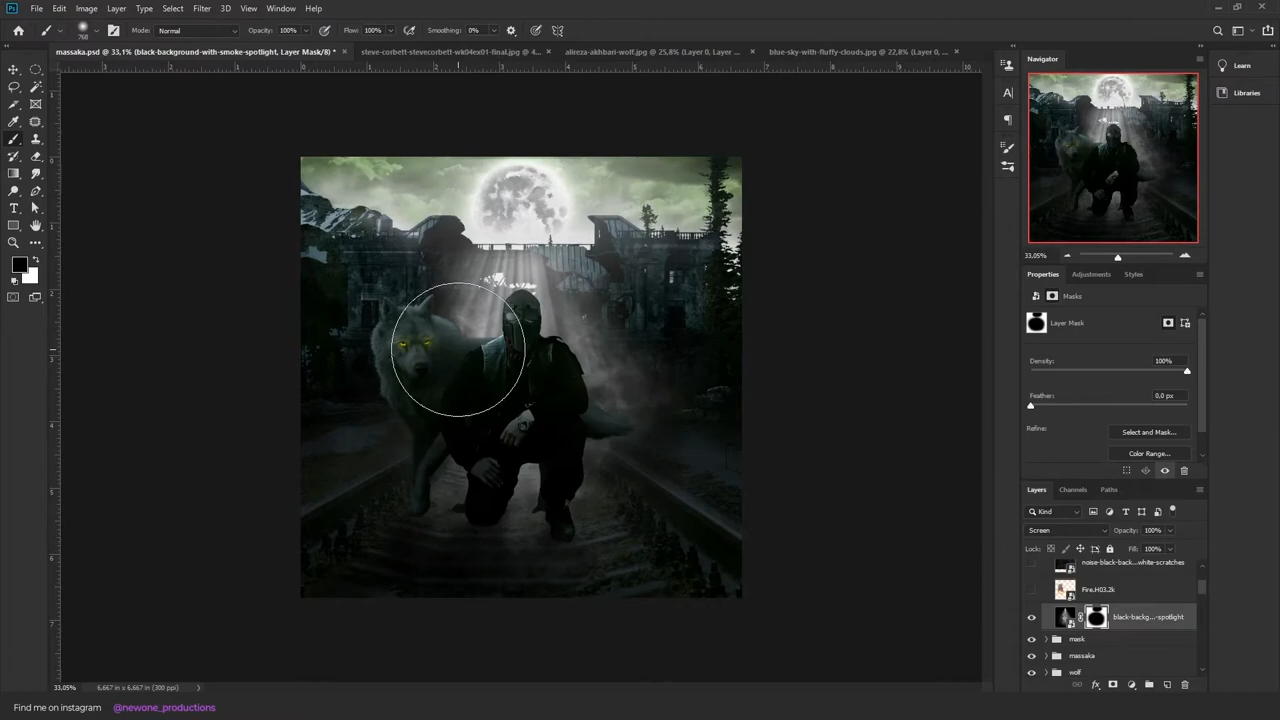 Ps File Edit Image Layer Type Select Filter 3D View Window Help
768 Mode: Normal Opacity: 100% Flow: 100% Smoothing: 0%
massaka.psd @ 33,1% (black-background-with-smoke-spotlight, Layer Mask/8) * × steve-corbett-stevecorbett-wk04ex01-final.jpg @ 4... × alireza-akhbari-wolf.jpg @ 25,8% (Layer 0, ... × blue-sky-with-fluffy-clouds.jpg @ 22,8% (Layer 0, ... ×
Navigator
Learn
Libraries
33,05%
Properties Adjustments Styles
Masks
Layer Mask
Density: 100%
Feather: 0,0 px
Refine: Select and Mask...
Color Range...
Layers Channels Paths
Kind
Screen Opacity: 100%
Lock: Fill: 100%
noise-black-back...white-scratches
Fire.H03.2k
black-backg...-spotlight
mask
massaka
wolf
33,05% 6,667 in x 6,667 in (300 ppi)
Find me on instagram @newone_productions